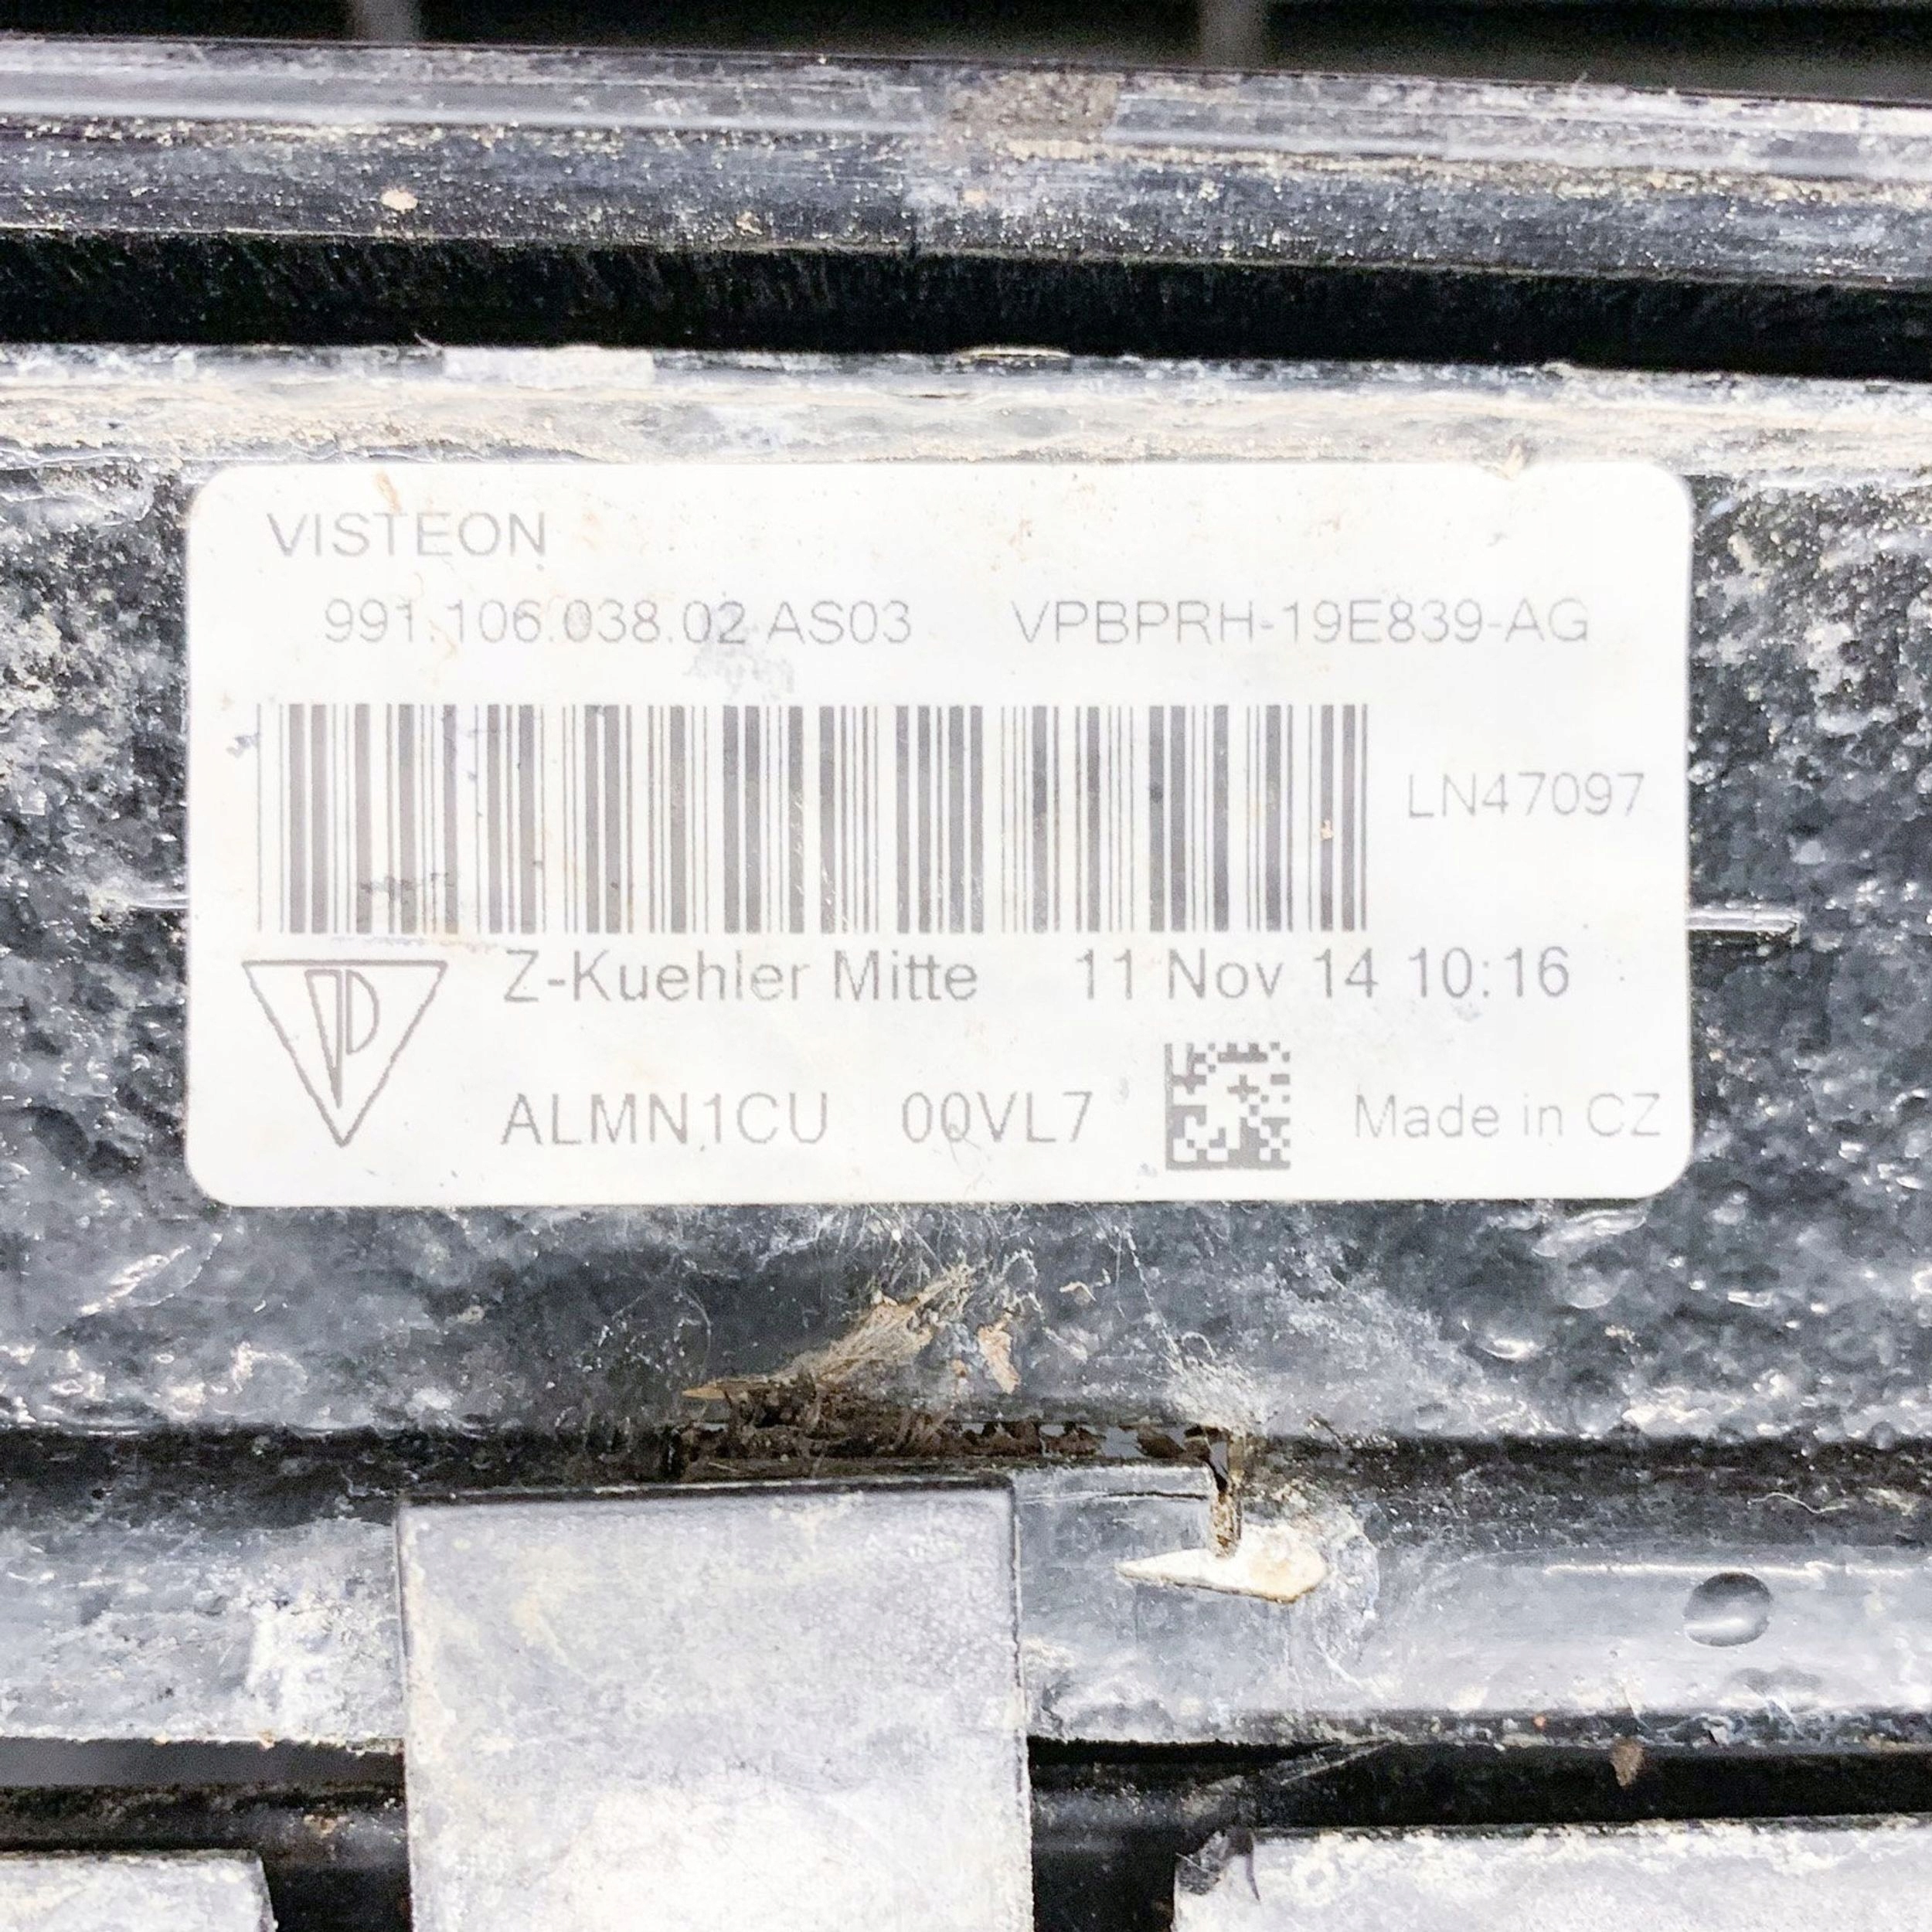 VISTEON
991.106.038.02 AS03 VPBPRH-19E839-AG
LN47097
Z-Kuehler Mitte 11 Nov 14 10:16
ALMN1CU 00VL7 Made in CZ